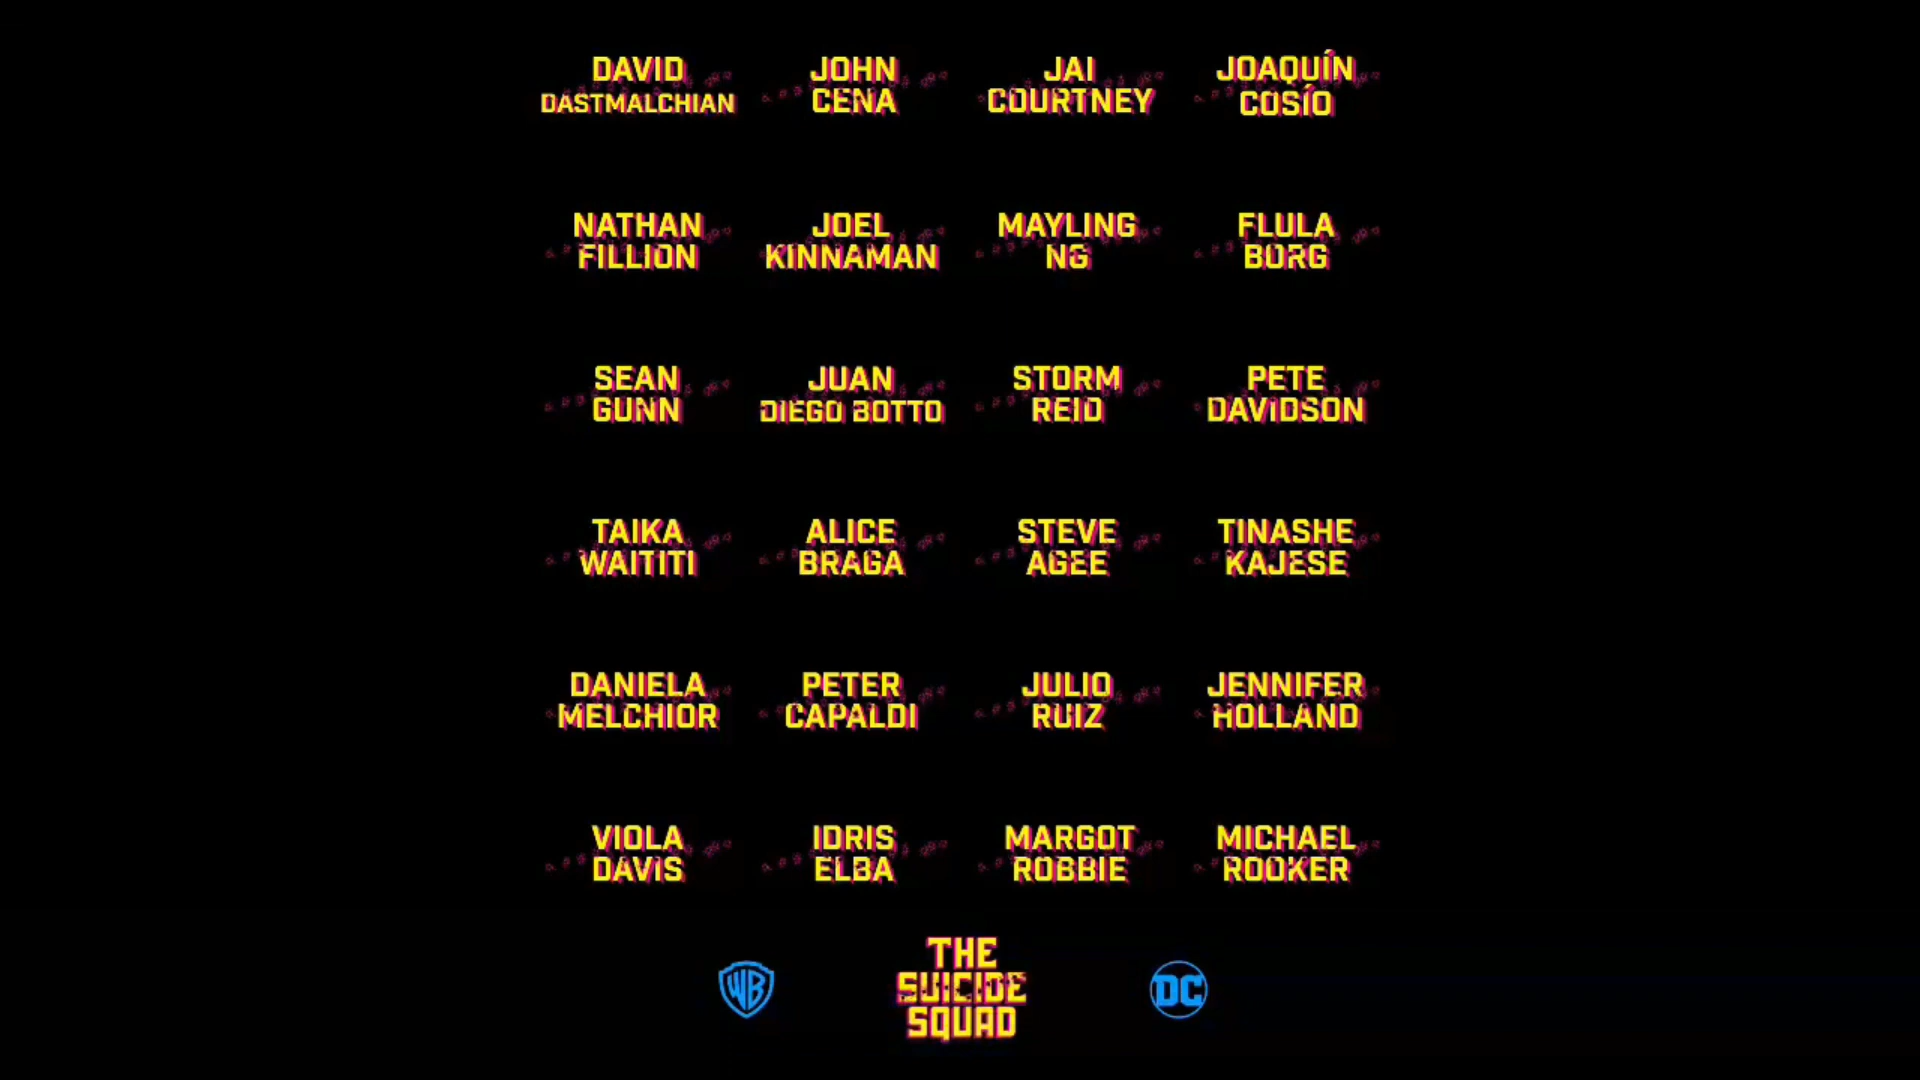 DAVID
DASTMALCHIAN
JOHN
CENA
JAI
COURTNEY
JOAQUÍN
COSÍO
NATHAN
FILLION
JOEL
KINNAMAN
MAYLING
NG
FLULA
BORG
SEAN
GUNN
JUAN
DIEGO BOTTO
STORM
REID
PETE
DAVIDSON
TAIKA
WAITITI
ALICE
BRAGA
STEVE
AGEE
TINASHE
KAJESE
DANIELA
MELCHIOR
PETER
CAPALDI
JULIO
RUIZ
JENNIFER
HOLLAND
VIOLA
DAVIS
IDRIS
ELBA
MARGOT
ROBBIE
MICHAEL
ROOKER
WB
THE
SUICIDE
SQUAD
DC